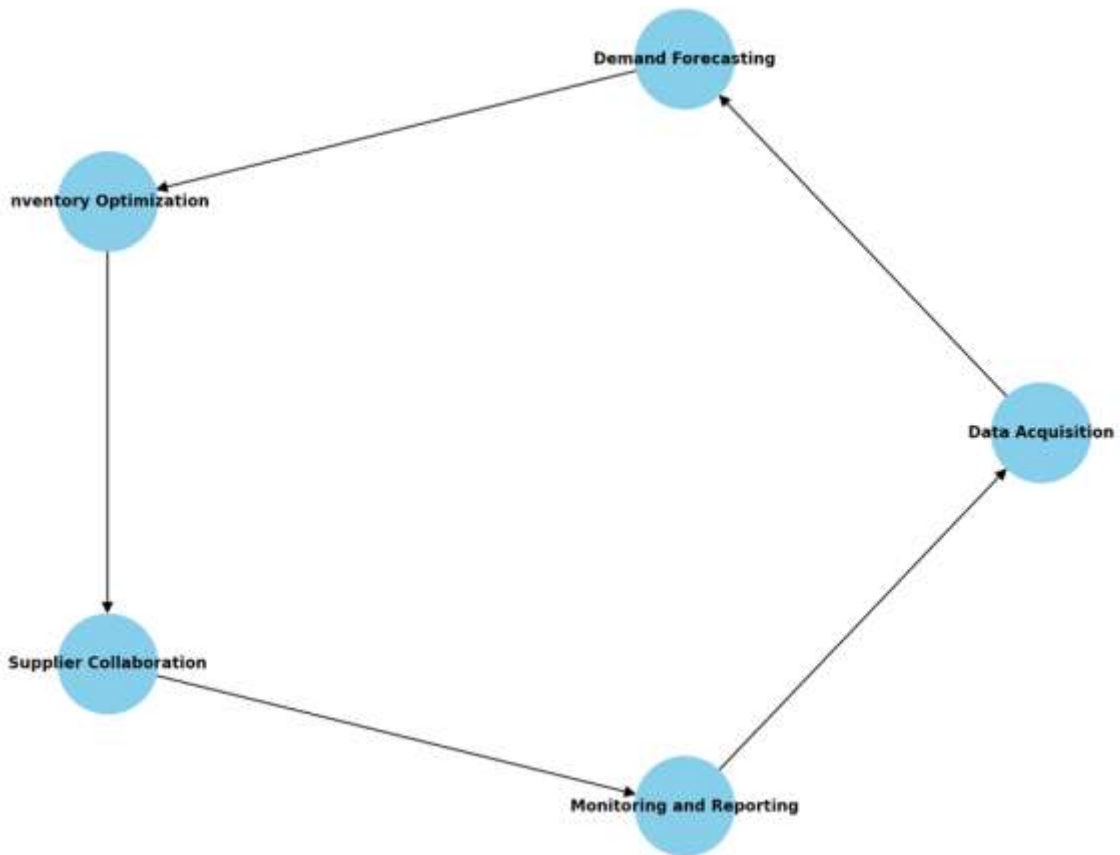 Demand Forecasting
nventory Optimization
Data Acquisition
Supplier Collaboration
Monitoring and Reporting